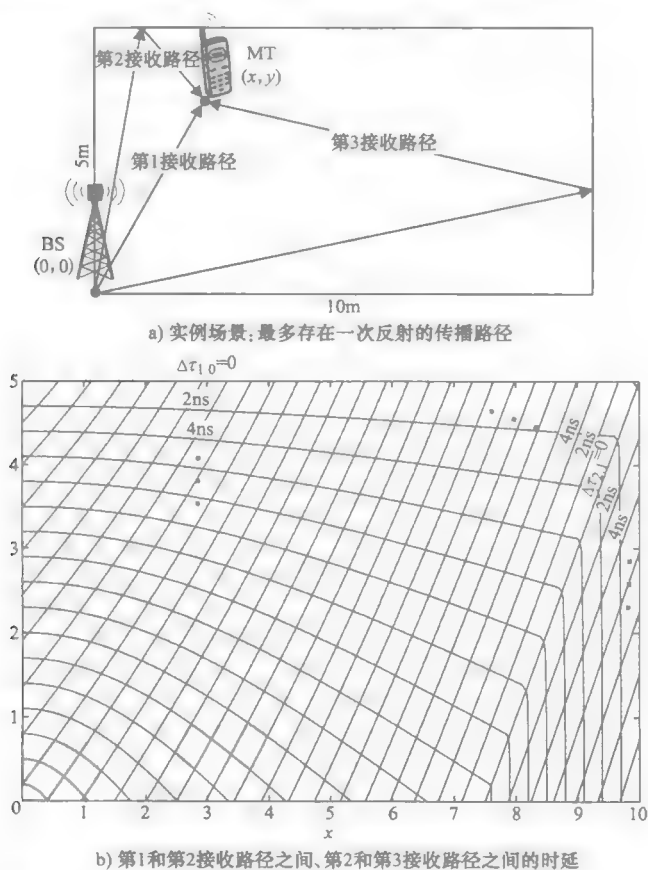 第2接收路径
MT
(x,y)
第3接收路径
5m
第1接收路径
BS
(0,0)
10m
a) 实例场景:最多存在一次反射的传播路径
Δτ1 0=0
5
2ns
4ns
4
3
2
1
0
4ns
2ns
Δτ2,1=0
2ns
4ns
0 1 2 3 4 5 6 7 8 9 10
x
b) 第1和第2接收路径之间、第2和第3接收路径之间的时延